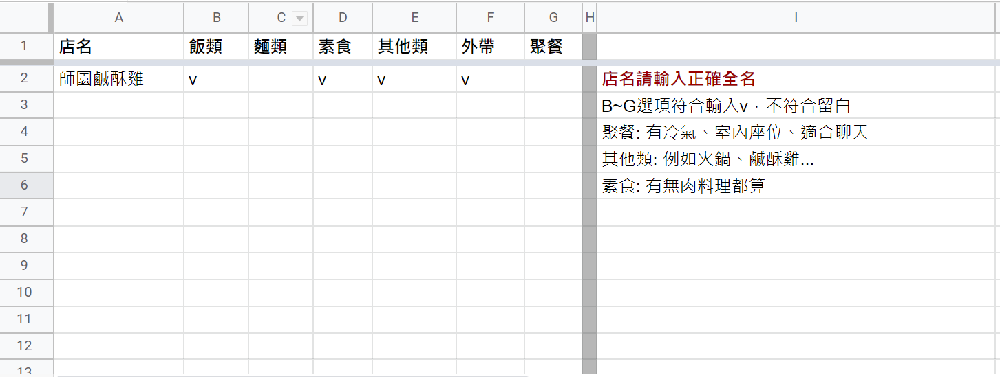 A B C D E F G H I
1 店名 飯類 麵類 素食 其他類 外帶 聚餐
2 師園鹹酥雞 v v v v 店名請輸入正確全名
3 B~G選項符合輸入v，不符合留白
4 聚餐: 有冷氣、室內座位、適合聊天
5 其他類: 例如火鍋、鹹酥雞...
6 素食: 有無肉料理都算
7
8
9
10
11
12
13